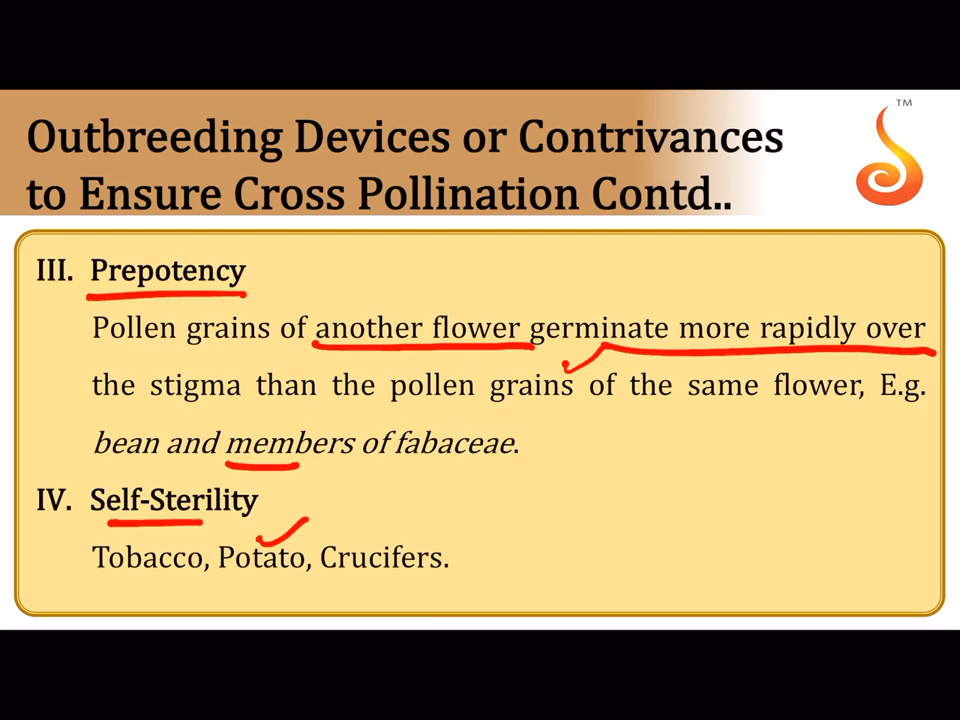 TM
Outbreeding Devices or Contrivances
to Ensure Cross Pollination Contd..
III. Prepotency
Pollen grains of another flower germinate more rapidly over
the stigma than the pollen grains of the same flower, E.g.
bean and members of fabaceae.
IV. Self-Sterility
Tobacco, Potato, Crucifers.